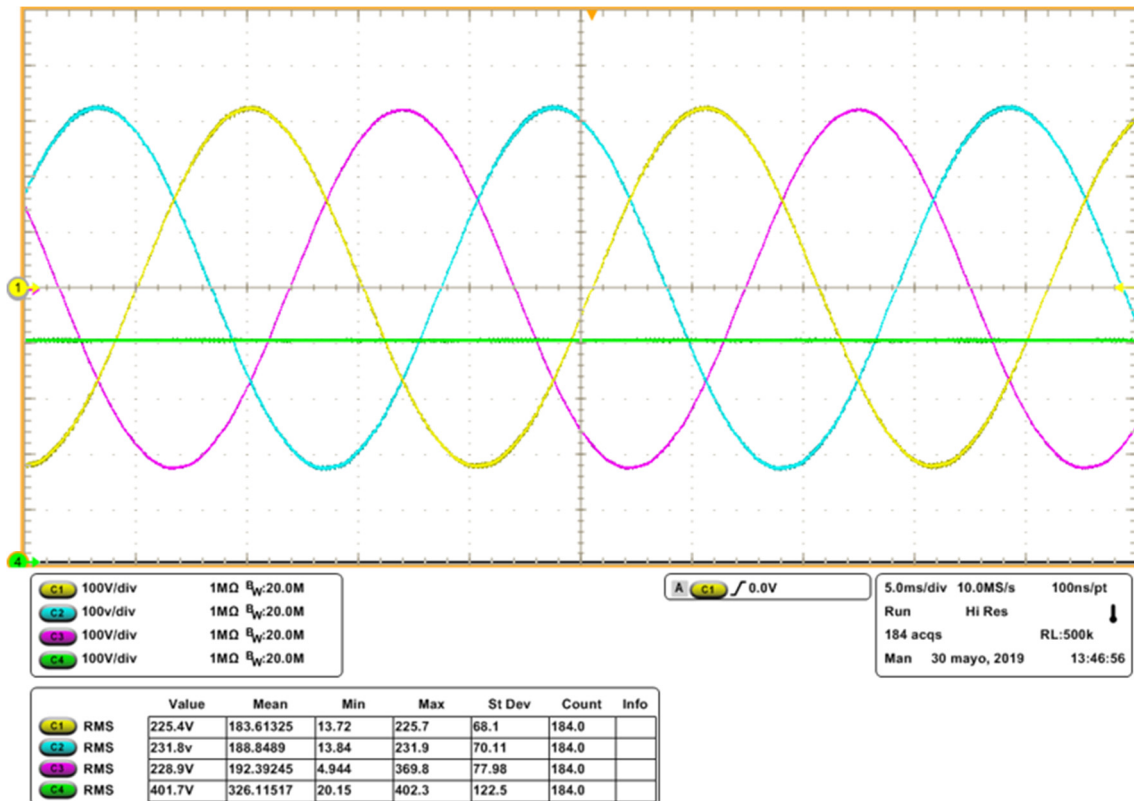 1
4
C1 100V/div 1MΩ BW:20.0M
C2 100v/div 1MΩ BW:20.0M
C3 100V/div 1MΩ BW:20.0M
C4 100V/div 1MΩ BW:20.0M
A C1 0.0V
5.0ms/div 10.0MS/s 100ns/pt
Run Hi Res
184 acqs RL:500k
Man 30 mayo, 2019 13:46:56
Value Mean Min Max St Dev Count Info
C1 RMS 225.4V 183.61325 13.72 225.7 68.1 184.0
C2 RMS 231.8v 188.8489 13.84 231.9 70.11 184.0
C3 RMS 228.9V 192.39245 4.944 369.8 77.98 184.0
C4 RMS 401.7V 326.11517 20.15 402.3 122.5 184.0